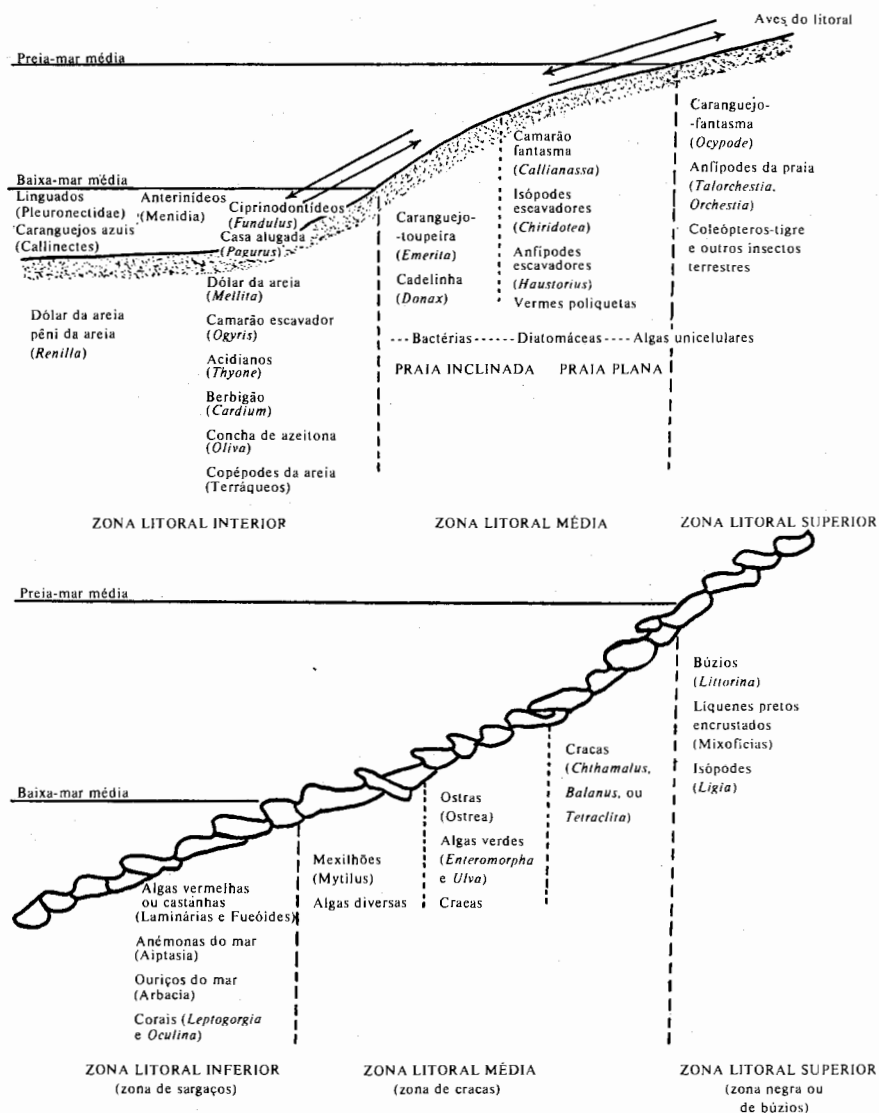 Aves do litoral
Preia-mar média
Baixa-mar média
Linguados
(Pleuronectidae)
Caranguejos azuis
(Callinectes)
Anterinídeos
(Menidia)
Ciprinodontídeos
(Fundulus)
Casa alugada
(Pagurus)
Dólar da areia
pêni da areia
(Renilla)
Dólar da areia
(Mellita)
Camarão escavador
(Ogyris)
Acidianos
(Thyone)
Berbigão
(Cardium)
Concha de azeitona
(Oliva)
Copépodes da areia
(Terráqueos)
Caranguejo-
-toupeira
(Emerita)
Cadelinha
(Donax)
Camarão
fantasma
(Callianassa)
Isópodes
escavadores
(Chiridotea)
Anfípodes
escavadores
(Haustorius)
Vermes poliquetas
Caranguejo-
-fantasma
(Ocypode)
Anfípodes da praia
(Talorchestia,
Orchestia)
Coleópteros-tigre
e outros insectos
terrestres
---Bactérias------Diatomáceas----Algas unicelulares
PRAIA INCLINADA PRAIA PLANA
ZONA LITORAL INTERIOR ZONA LITORAL MÉDIA ZONA LITORAL SUPERIOR
Preia-mar média
Baixa-mar média
Algas vermelhas
ou castanhas
(Laminárias e Fueóides)
Anémonas do mar
(Aiptasia)
Ouriços do mar
(Arbacia)
Corais (Leptogorgia
e Oculina)
Mexilhões
(Mytilus)
Algas diversas
Ostras
(Ostrea)
Algas verdes
(Enteromorpha
e Ulva)
Cracas
Cracas
(Chthamalus,
Balanus, ou
Tetraclita)
Búzios
(Littorina)
Líquenes pretos
encrustados
(Mixofícias)
Isópodes
(Ligia)
ZONA LITORAL INFERIOR
(zona de sargaços)
ZONA LITORAL MÉDIA
(zona de cracas)
ZONA LITORAL SUPERIOR
(zona negra ou
de búzios)